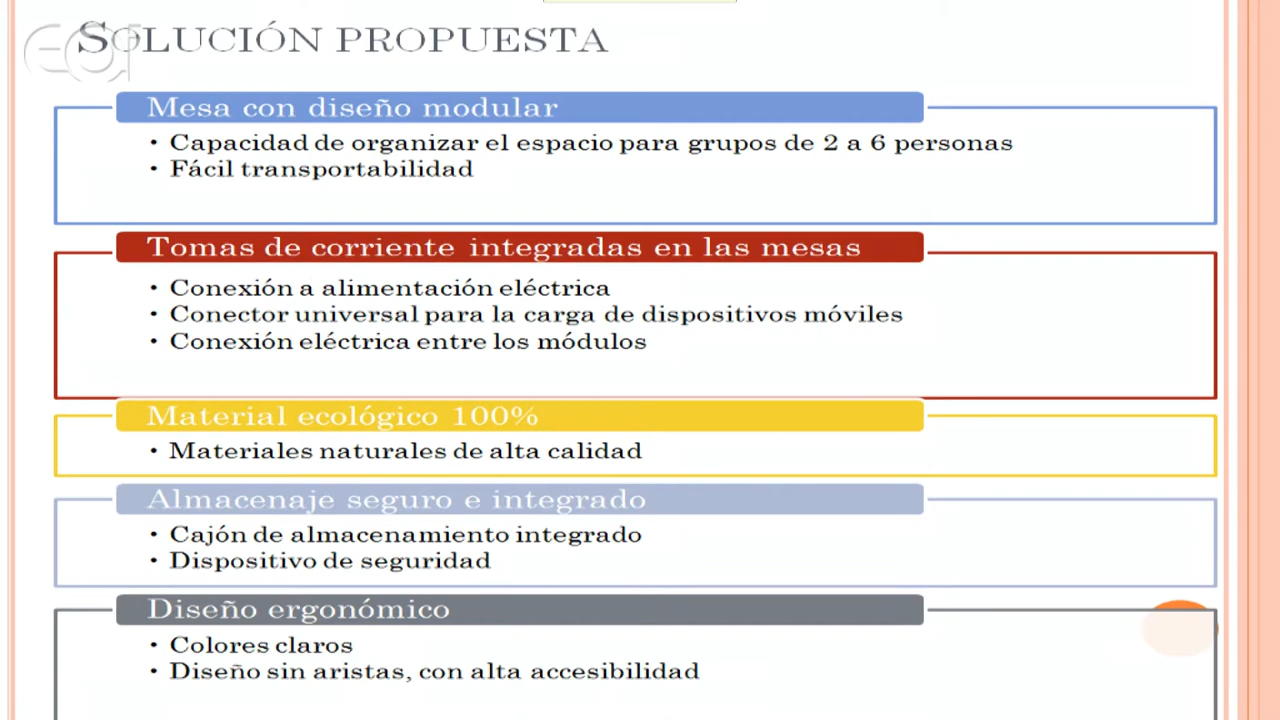 eoi
SOLUCIÓN PROPUESTA
Mesa con diseño modular
• Capacidad de organizar el espacio para grupos de 2 a 6 personas
• Fácil transportabilidad
Tomas de corriente integradas en las mesas
• Conexión a alimentación eléctrica
• Conector universal para la carga de dispositivos móviles
• Conexión eléctrica entre los módulos
Material ecológico 100%
• Materiales naturales de alta calidad
Almacenaje seguro e integrado
• Cajón de almacenamiento integrado
• Dispositivo de seguridad
Diseño ergonómico
• Colores claros
• Diseño sin aristas, con alta accesibilidad